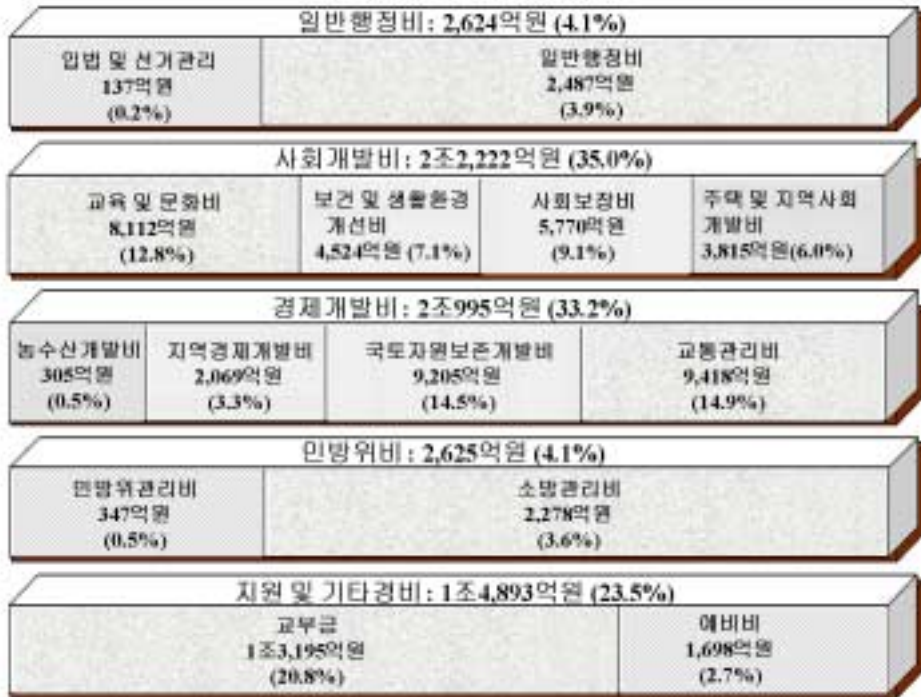 일반행정비 : 2,624억원 (4.1%)
입법 및 선거관리
137억원
(0.2%)
일반행정비
2,487억원
(3.9%)
사회개발비 : 2조2,222억원 (35.0%)
교육 및 문화비
8,112억원
(12.8%)
보건 및 생활환경
개선비
4,524억원 (7.1%)
사회보장비
5,770억원
(9.1%)
주택 및 지역사회
개발비
3,815억원(6.0%)
경제개발비 : 2조995억원 (33.2%)
농수산개발비
305억원
(0.5%)
지역경제개발비
2,069억원
(3.3%)
국토자원보존개발비
9,205억원
(14.5%)
교통관리비
9,418억원
(14.9%)
민방위비 : 2,625억원 (4.1%)
민방위관리비
347억원
(0.5%)
소방관리비
2,278억원
(3.6%)
지원 및 기타경비 : 1조4,893억원 (23.5%)
교부금
1조3,195억원
(20.8%)
예비비
1,698억원
(2.7%)